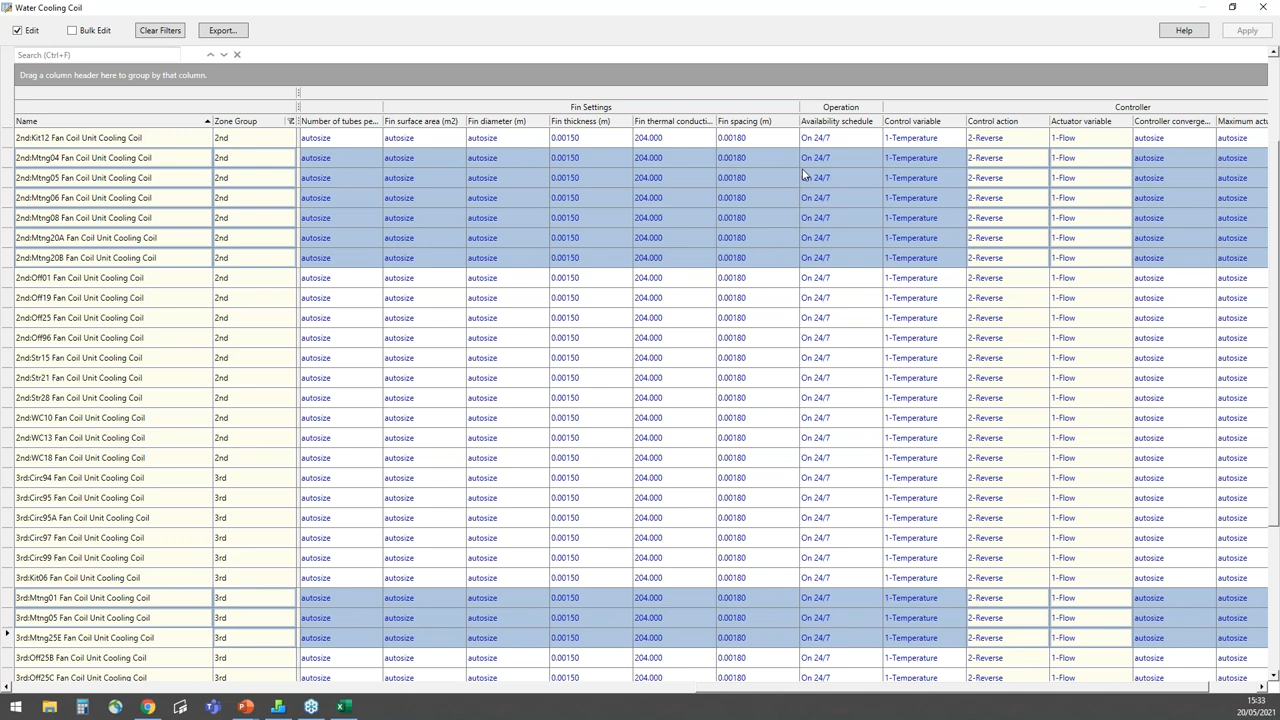 Water Cooling Coil
Edit Bulk Edit Clear Filters Export... Help Apply
Search (Ctrl+F)
Drag a column header here to group by that column.
Fin Settings Operation Controller
Name Zone Group Number of tubes pe... Fin surface area (m2) Fin diameter (m) Fin thickness (m) Fin thermal conducti... Fin spacing (m) Availability schedule Control variable Control action Actuator variable Controller converge... Maximum actu
2nd:Kit12 Fan Coil Unit Cooling Coil 2nd autosize autosize autosize 0.00150 204.000 0.00180 On 24/7 1-Temperature 2-Reverse 1-Flow autosize autosize
2nd:Mtng04 Fan Coil Unit Cooling Coil 2nd autosize autosize autosize 0.00150 204.000 0.00180 On 24/7 1-Temperature 2-Reverse 1-Flow autosize autosize
2nd:Mtng05 Fan Coil Unit Cooling Coil 2nd autosize autosize autosize 0.00150 204.000 0.00180 On 24/7 1-Temperature 2-Reverse 1-Flow autosize autosize
2nd:Mtng06 Fan Coil Unit Cooling Coil 2nd autosize autosize autosize 0.00150 204.000 0.00180 On 24/7 1-Temperature 2-Reverse 1-Flow autosize autosize
2nd:Mtng08 Fan Coil Unit Cooling Coil 2nd autosize autosize autosize 0.00150 204.000 0.00180 On 24/7 1-Temperature 2-Reverse 1-Flow autosize autosize
2nd:Mtng20A Fan Coil Unit Cooling Coil 2nd autosize autosize autosize 0.00150 204.000 0.00180 On 24/7 1-Temperature 2-Reverse 1-Flow autosize autosize
2nd:Mtng20B Fan Coil Unit Cooling Coil 2nd autosize autosize autosize 0.00150 204.000 0.00180 On 24/7 1-Temperature 2-Reverse 1-Flow autosize autosize
2nd:Off01 Fan Coil Unit Cooling Coil 2nd autosize autosize autosize 0.00150 204.000 0.00180 On 24/7 1-Temperature 2-Reverse 1-Flow autosize autosize
2nd:Off19 Fan Coil Unit Cooling Coil 2nd autosize autosize autosize 0.00150 204.000 0.00180 On 24/7 1-Temperature 2-Reverse 1-Flow autosize autosize
2nd:Off25 Fan Coil Unit Cooling Coil 2nd autosize autosize autosize 0.00150 204.000 0.00180 On 24/7 1-Temperature 2-Reverse 1-Flow autosize autosize
2nd:Off96 Fan Coil Unit Cooling Coil 2nd autosize autosize autosize 0.00150 204.000 0.00180 On 24/7 1-Temperature 2-Reverse 1-Flow autosize autosize
2nd:Str15 Fan Coil Unit Cooling Coil 2nd autosize autosize autosize 0.00150 204.000 0.00180 On 24/7 1-Temperature 2-Reverse 1-Flow autosize autosize
2nd:Str21 Fan Coil Unit Cooling Coil 2nd autosize autosize autosize 0.00150 204.000 0.00180 On 24/7 1-Temperature 2-Reverse 1-Flow autosize autosize
2nd:Str28 Fan Coil Unit Cooling Coil 2nd autosize autosize autosize 0.00150 204.000 0.00180 On 24/7 1-Temperature 2-Reverse 1-Flow autosize autosize
2nd:WC10 Fan Coil Unit Cooling Coil 2nd autosize autosize autosize 0.00150 204.000 0.00180 On 24/7 1-Temperature 2-Reverse 1-Flow autosize autosize
2nd:WC13 Fan Coil Unit Cooling Coil 2nd autosize autosize autosize 0.00150 204.000 0.00180 On 24/7 1-Temperature 2-Reverse 1-Flow autosize autosize
2nd:WC18 Fan Coil Unit Cooling Coil 2nd autosize autosize autosize 0.00150 204.000 0.00180 On 24/7 1-Temperature 2-Reverse 1-Flow autosize autosize
3rd:Circ94 Fan Coil Unit Cooling Coil 3rd autosize autosize autosize 0.00150 204.000 0.00180 On 24/7 1-Temperature 2-Reverse 1-Flow autosize autosize
3rd:Circ95 Fan Coil Unit Cooling Coil 3rd autosize autosize autosize 0.00150 204.000 0.00180 On 24/7 1-Temperature 2-Reverse 1-Flow autosize autosize
3rd:Circ95A Fan Coil Unit Cooling Coil 3rd autosize autosize autosize 0.00150 204.000 0.00180 On 24/7 1-Temperature 2-Reverse 1-Flow autosize autosize
3rd:Circ97 Fan Coil Unit Cooling Coil 3rd autosize autosize autosize 0.00150 204.000 0.00180 On 24/7 1-Temperature 2-Reverse 1-Flow autosize autosize
3rd:Circ99 Fan Coil Unit Cooling Coil 3rd autosize autosize autosize 0.00150 204.000 0.00180 On 24/7 1-Temperature 2-Reverse 1-Flow autosize autosize
3rd:Kit06 Fan Coil Unit Cooling Coil 3rd autosize autosize autosize 0.00150 204.000 0.00180 On 24/7 1-Temperature 2-Reverse 1-Flow autosize autosize
3rd:Mtng01 Fan Coil Unit Cooling Coil 3rd autosize autosize autosize 0.00150 204.000 0.00180 On 24/7 1-Temperature 2-Reverse 1-Flow autosize autosize
3rd:Mtng05 Fan Coil Unit Cooling Coil 3rd autosize autosize autosize 0.00150 204.000 0.00180 On 24/7 1-Temperature 2-Reverse 1-Flow autosize autosize
3rd:Mtng25E Fan Coil Unit Cooling Coil 3rd autosize autosize autosize 0.00150 204.000 0.00180 On 24/7 1-Temperature 2-Reverse 1-Flow autosize autosize
3rd:Off25B Fan Coil Unit Cooling Coil 3rd autosize autosize autosize 0.00150 204.000 0.00180 On 24/7 1-Temperature 2-Reverse 1-Flow autosize autosize
3rd:Off25C Fan Coil Unit Cooling Coil 3rd autosize autosize autosize 0.00150 204.000 0.00180 On 24/7 1-Temperature 2-Reverse 1-Flow autosize autosize
15:33
20/05/2021